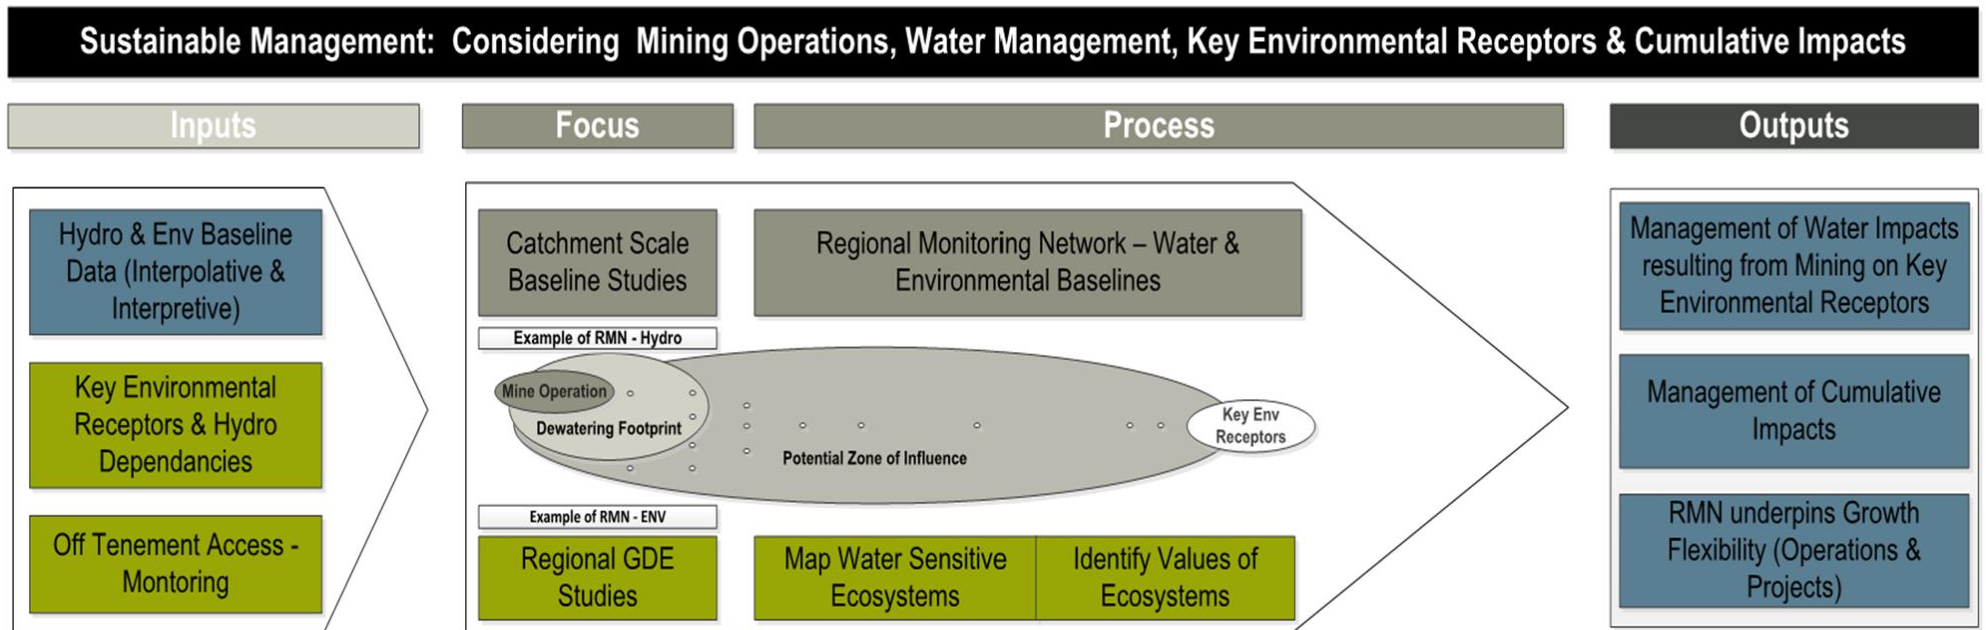 Sustainable Management: Considering Mining Operations, Water Management, Key Environmental Receptors & Cumulative Impacts
Inputs
Focus
Process
Outputs
Hydro & Env Baseline
Data (Interpolative &
Interpretive)
Key Environmental
Receptors & Hydro
Dependancies
Off Tenement Access -
Montoring
Catchment Scale
Baseline Studies
Regional Monitoring Network – Water &
Environmental Baselines
Example of RMN - Hydro
Mine Operation
Dewatering Footprint
Potential Zone of Influence
Key Env
Receptors
Example of RMN - ENV
Regional GDE
Studies
Map Water Sensitive
Ecosystems
Identify Values of
Ecosystems
Management of Water Impacts
resulting from Mining on Key
Environmental Receptors
Management of Cumulative
Impacts
RMN underpins Growth
Flexibility (Operations &
Projects)